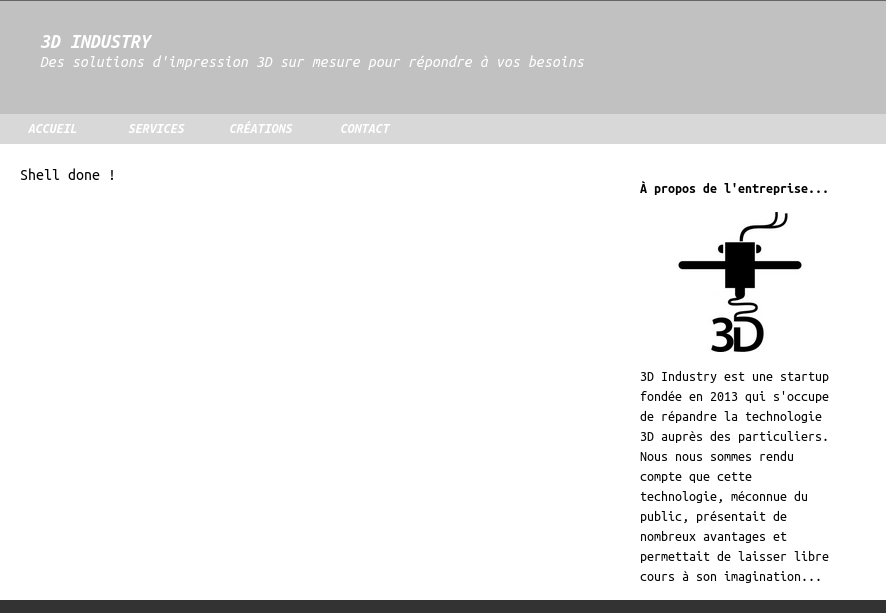 3D INDUSTRY
Des solutions d'impression 3D sur mesure pour répondre à vos besoins
ACCUEIL SERVICES CRÉATIONS CONTACT
Shell done !
À propos de l'entreprise...
3D
3D Industry est une startup
fondée en 2013 qui s'occupe
de répandre la technologie
3D auprès des particuliers.
Nous nous sommes rendu
compte que cette
technologie, méconnue du
public, présentait de
nombreux avantages et
permettait de laisser libre
cours à son imagination...